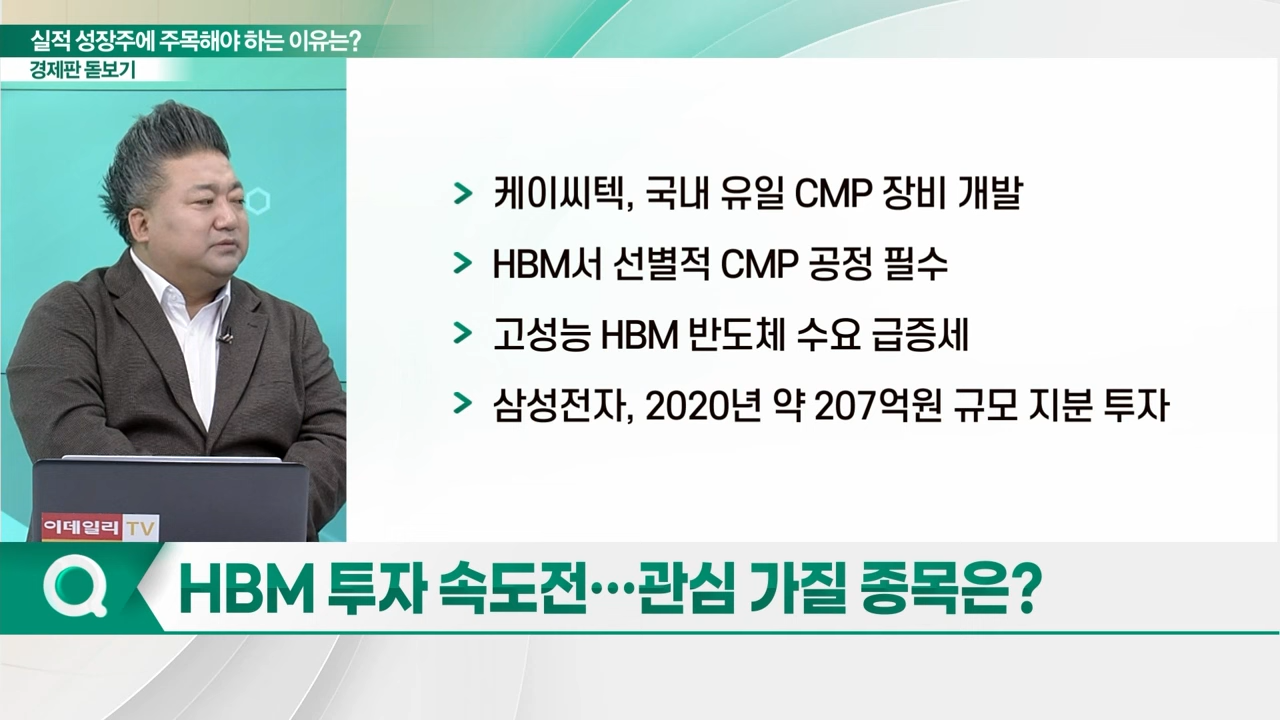 실적 성장주에 주목해야 하는 이유는?
경제판 돋보기
> 케이씨텍, 국내 유일 CMP 장비 개발
> HBM서 선별적 CMP 공정 필수
> 고성능 HBM 반도체 수요 급증세
> 삼성전자, 2020년 약 207억원 규모 지분 투자
이데일리 TV
Q HBM 투자 속도전…관심 가질 종목은?